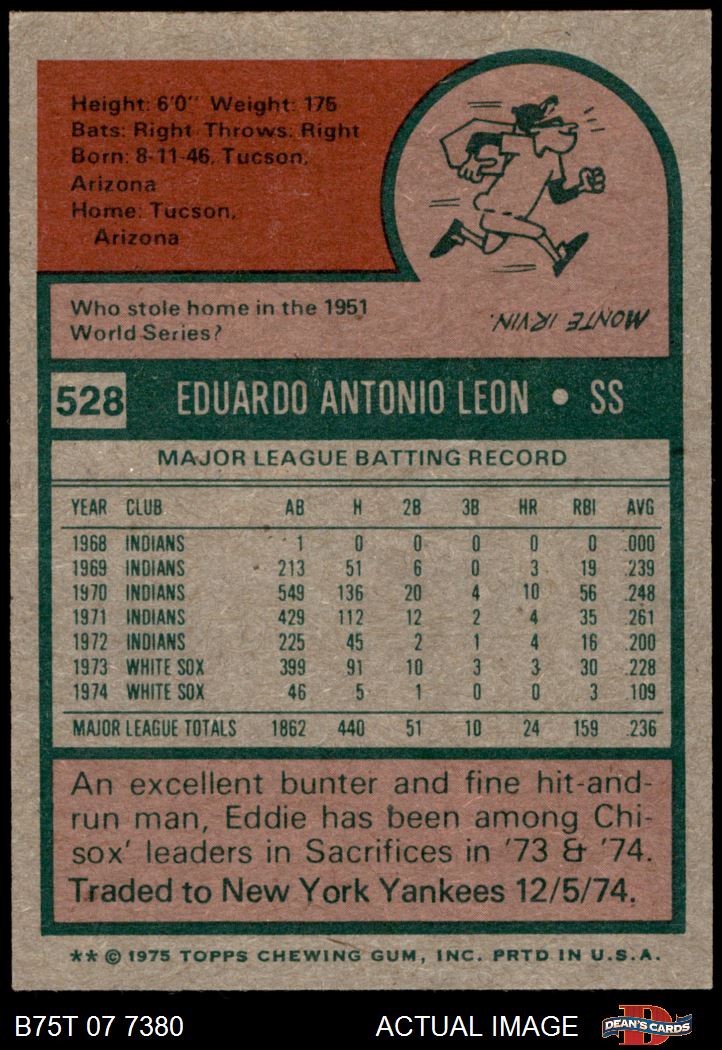 Height: 6'0" Weight: 175
Bats: Right Throws: Right
Born: 8-11-46, Tucson,
Arizona
Home: Tucson,
Arizona
Who stole home in the 1951
World Series?
MONTE IRVIN.
528 EDUARDO ANTONIO LEON • SS
MAJOR LEAGUE BATTING RECORD
YEAR CLUB AB H 2B 3B HR RBI AVG
1968 INDIANS 1 0 0 0 0 0 .000
1969 INDIANS 213 51 6 0 3 19 .239
1970 INDIANS 549 136 20 4 10 56 .248
1971 INDIANS 429 112 12 2 4 35 .261
1972 INDIANS 225 45 2 1 4 16 .200
1973 WHITE SOX 399 91 10 3 3 30 .228
1974 WHITE SOX 46 5 1 0 0 3 .109
MAJOR LEAGUE TOTALS 1862 440 51 10 24 159 .236
An excellent bunter and fine hit-and-
run man, Eddie has been among Chi-
sox' leaders in Sacrifices in '73 & '74.
Traded to New York Yankees 12/5/74.
** © 1975 TOPPS CHEWING GUM, INC. PRTD IN U.S.A.
B75T 07 7380 ACTUAL IMAGE D DEAN'S CARDS